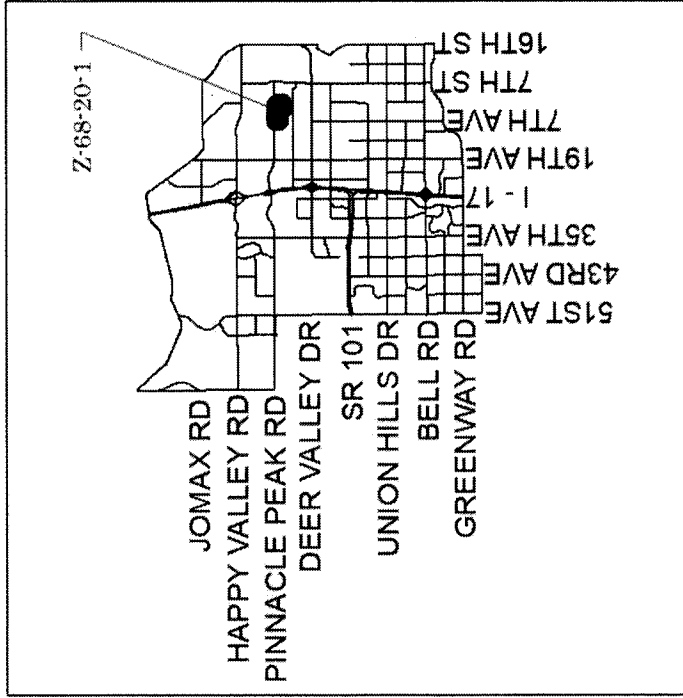 Z-68-20-1
JOMAX RD
HAPPY VALLEY RD
PINNACLE PEAK RD
DEER VALLEY DR
SR 101
UNION HILLS DR
BELL RD
GREENWAY RD
51ST AVE
43RD AVE
35TH AVE
I - 17
19TH AVE
7TH AVE
7TH ST
16TH ST